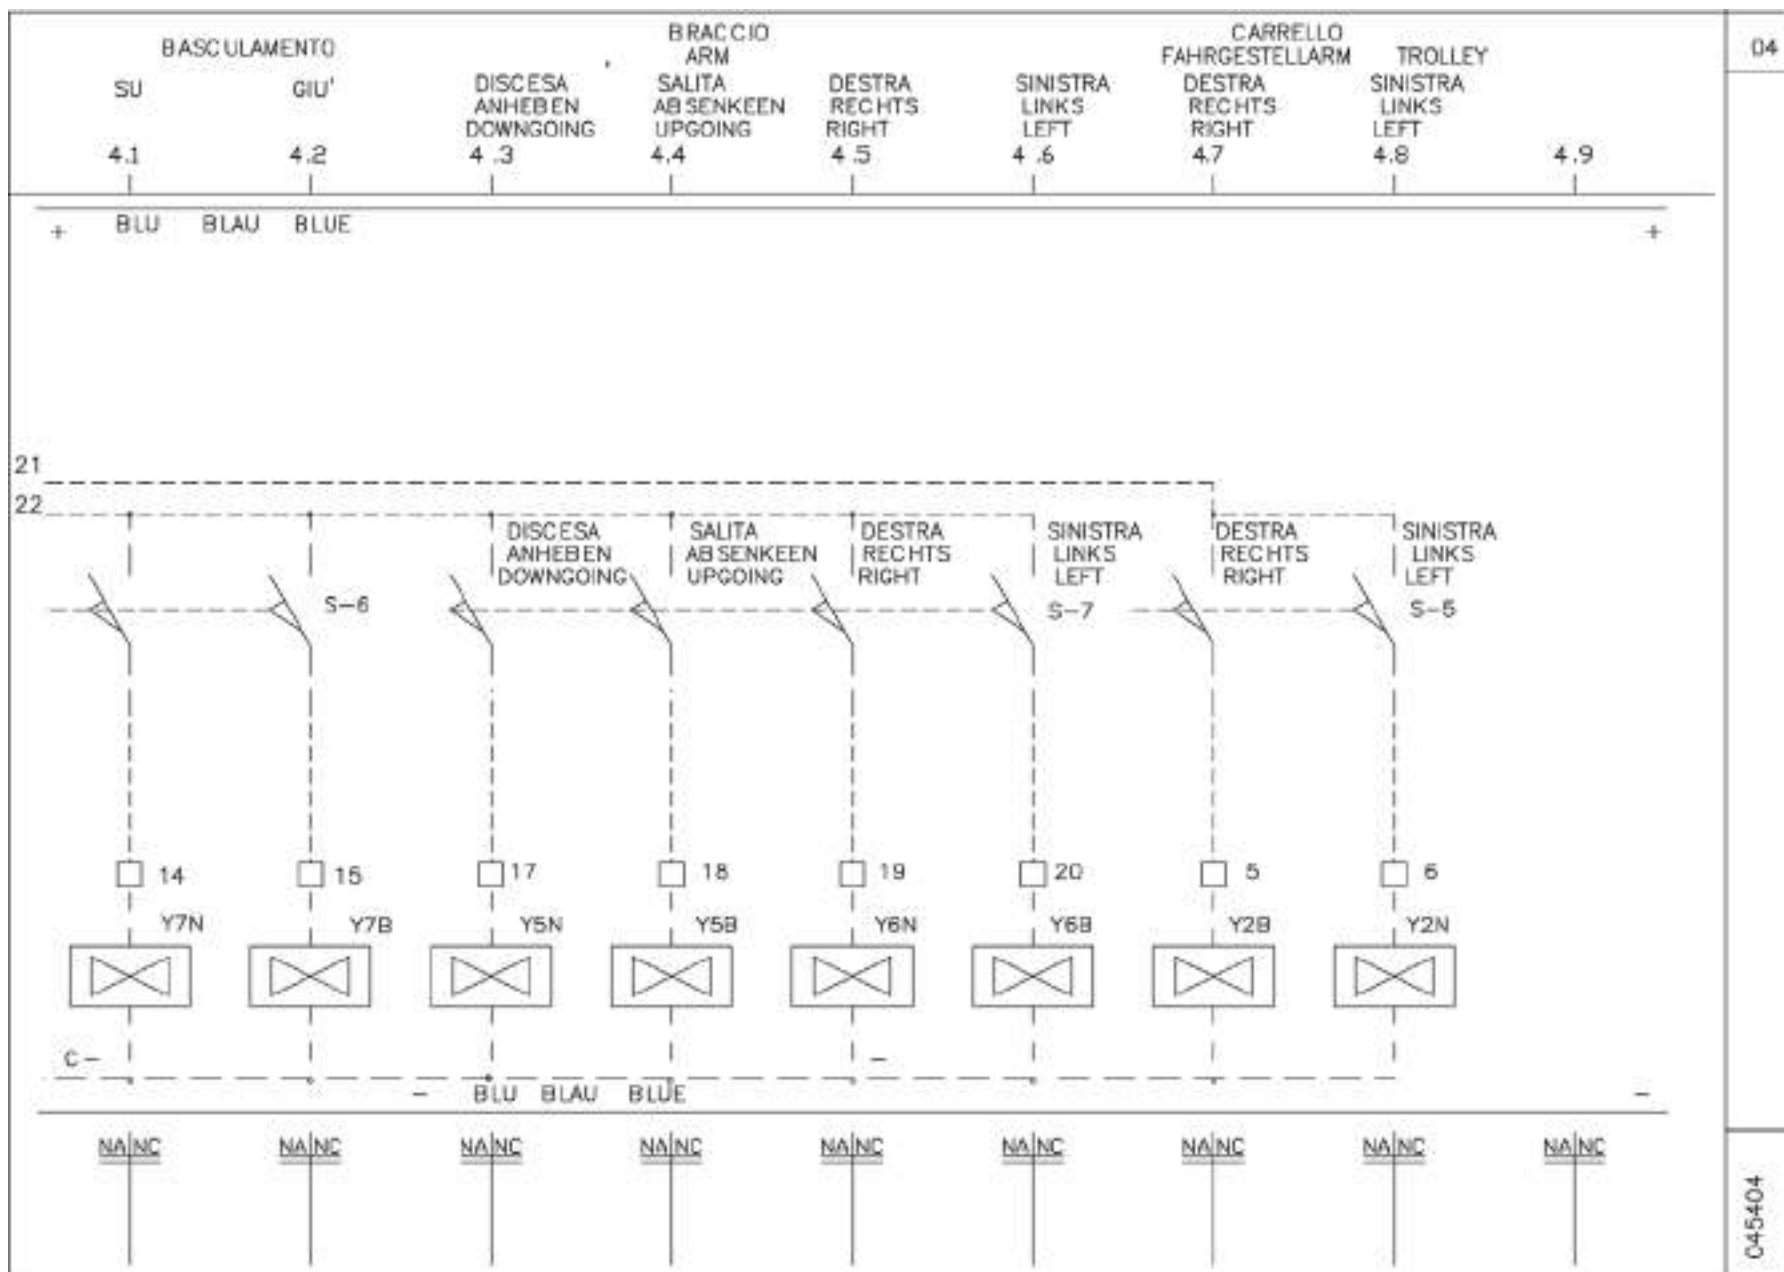 BASCULAMENTO
BRACCIO
ARM
CARRELLO
FAHRGESTELLARM TROLLEY
04
SU
GIU'
DISCESA
ANHEBEN
DOWNGOING
SALITA
ABSENKEEN
UPGOING
DESTRA
RECHTS
RIGHT
SINISTRA
LINKS
LEFT
DESTRA
RECHTS
RIGHT
SINISTRA
LINKS
LEFT
4.1 4.2 4.3 4.4 4.5 4.6 4.7 4.8 4.9
+ BLU BLAU BLUE +
21
22
DISCESA
ANHEBEN
DOWNGOING
SALITA
ABSENKEEN
UPGOING
DESTRA
RECHTS
RIGHT
SINISTRA
LINKS
LEFT
DESTRA
RECHTS
RIGHT
SINISTRA
LINKS
LEFT
S-6 S-7 S-5
14 15 17 18 19 20 5 6
Y7N Y7B Y5N Y5B Y6N Y6B Y2B Y2N
C - -
- BLU BLAU BLUE -
NA NC NA NC NA NC NA NC NA NC NA NC NA NC NA NC NA NC
045404